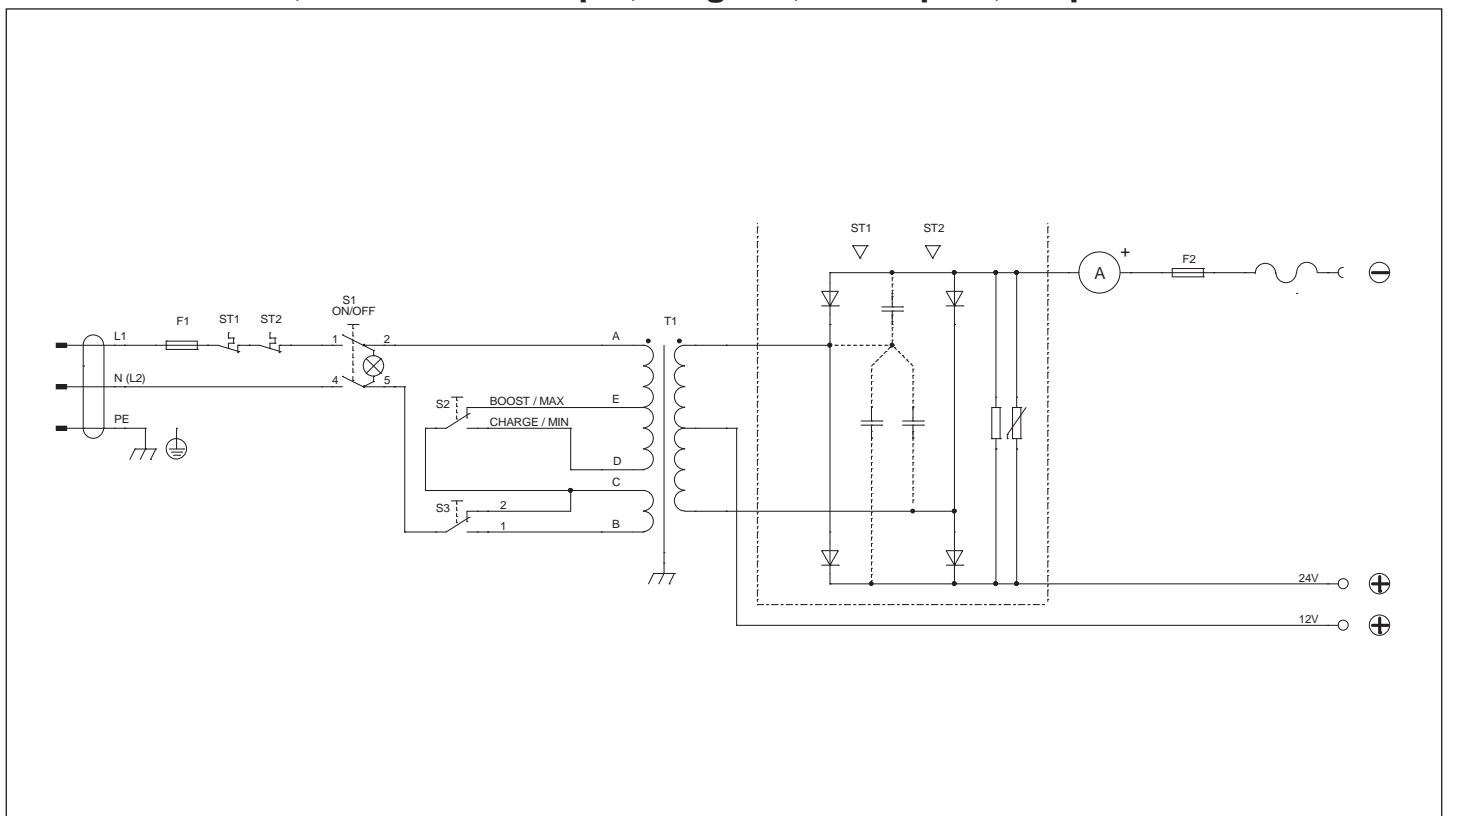 ST1 ST2
+
A
F2
S1
ON/OFF
F1 ST1 ST2
T1
L1
1 2
A
N (L2)
4 5
S2
BOOST / MAX
E
CHARGE / MIN
PE
D
C
S3
2
1
B
24V
12V